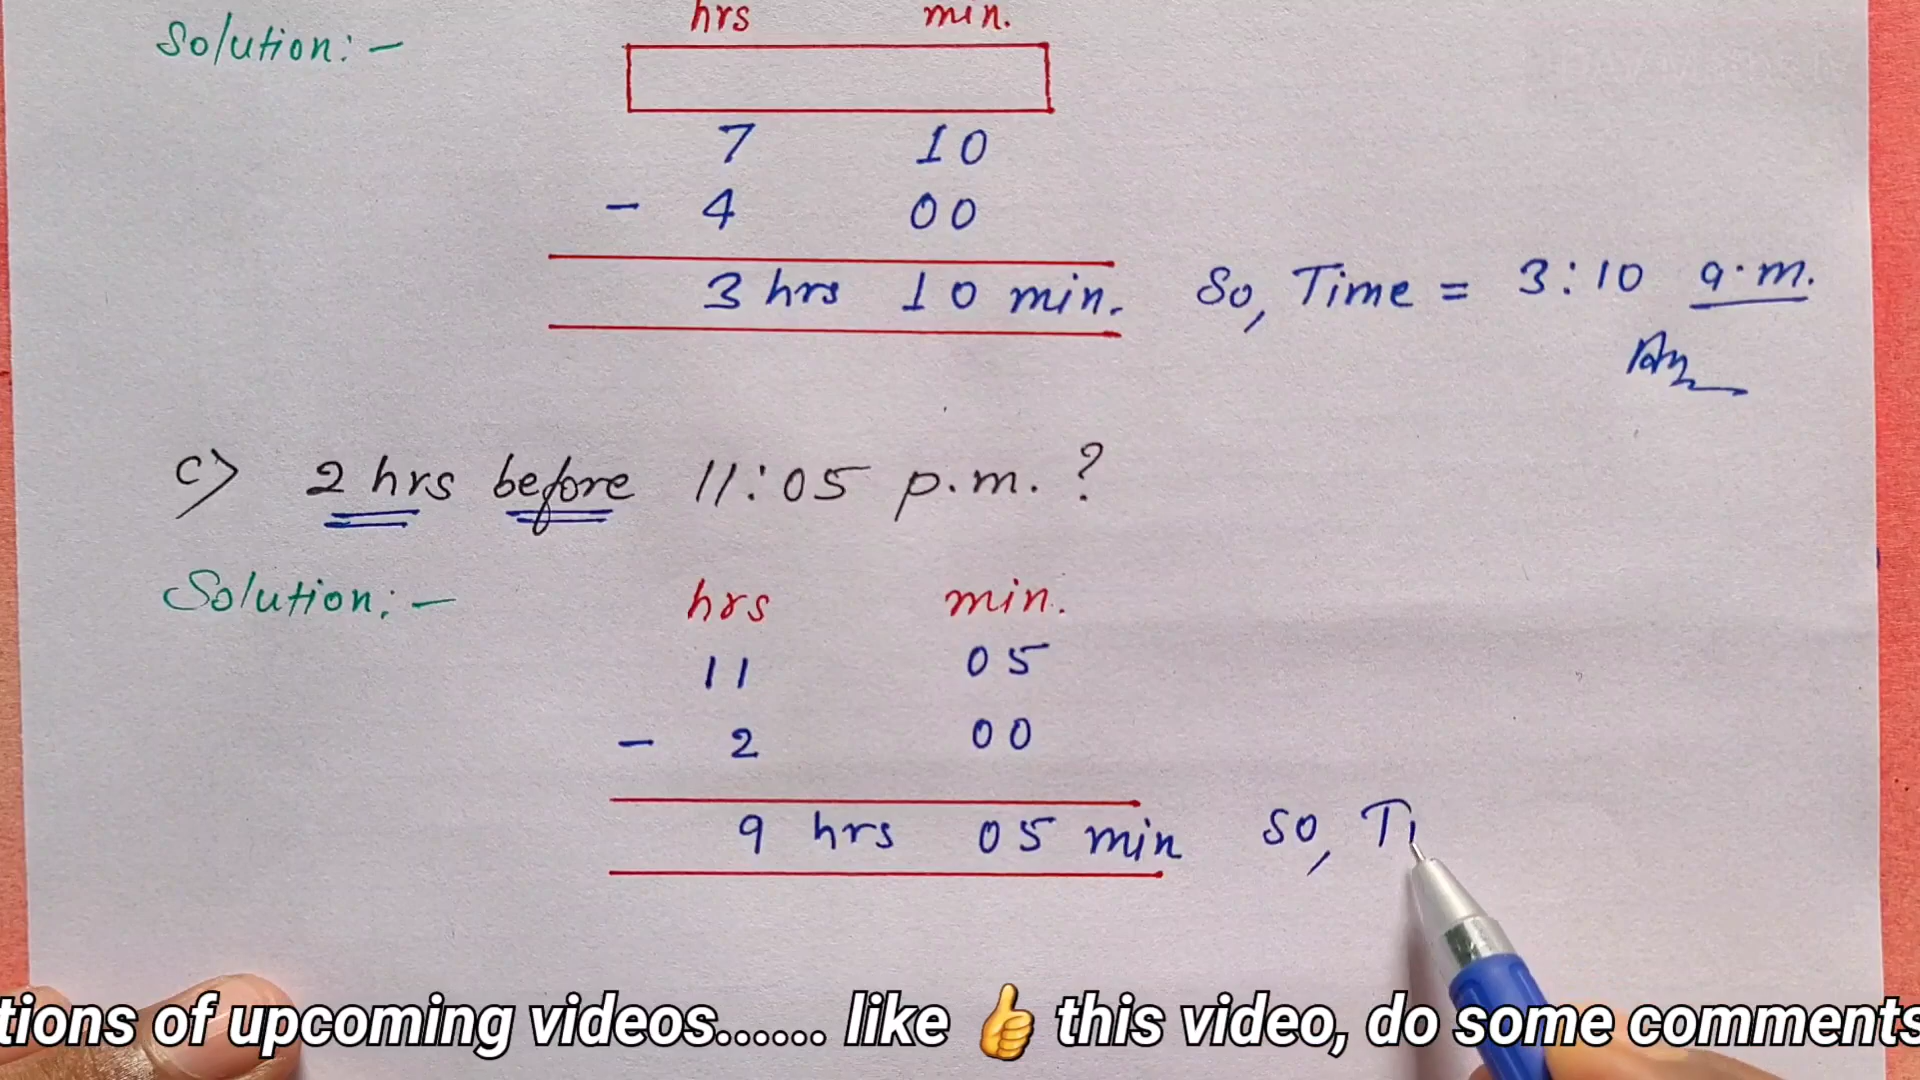 Solution:-
hrs min.
7 10
- 4 00
3 hrs 10 min. So, Time = 3:10 a.m.
Ans
c) 2 hrs before 11:05 p.m. ?
Solution:-
hrs min.
11 05
- 2 00
9 hrs 05 min So, Ti
tions of upcoming videos...... like 👍 this video, do some comments